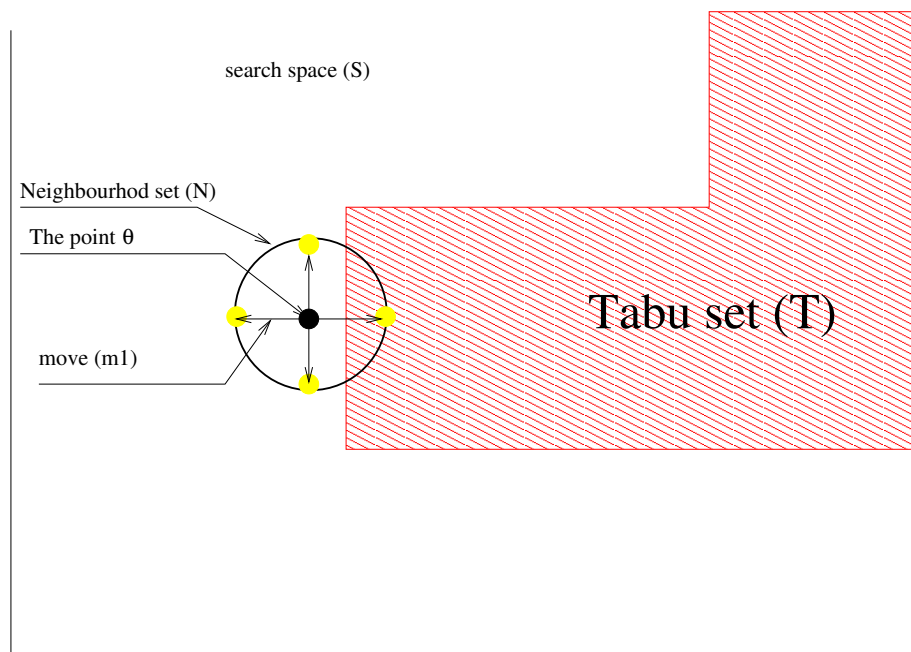 search space (S)
Neighbourhod set (N)
The point θ
Tabu set (T)
move (m1)